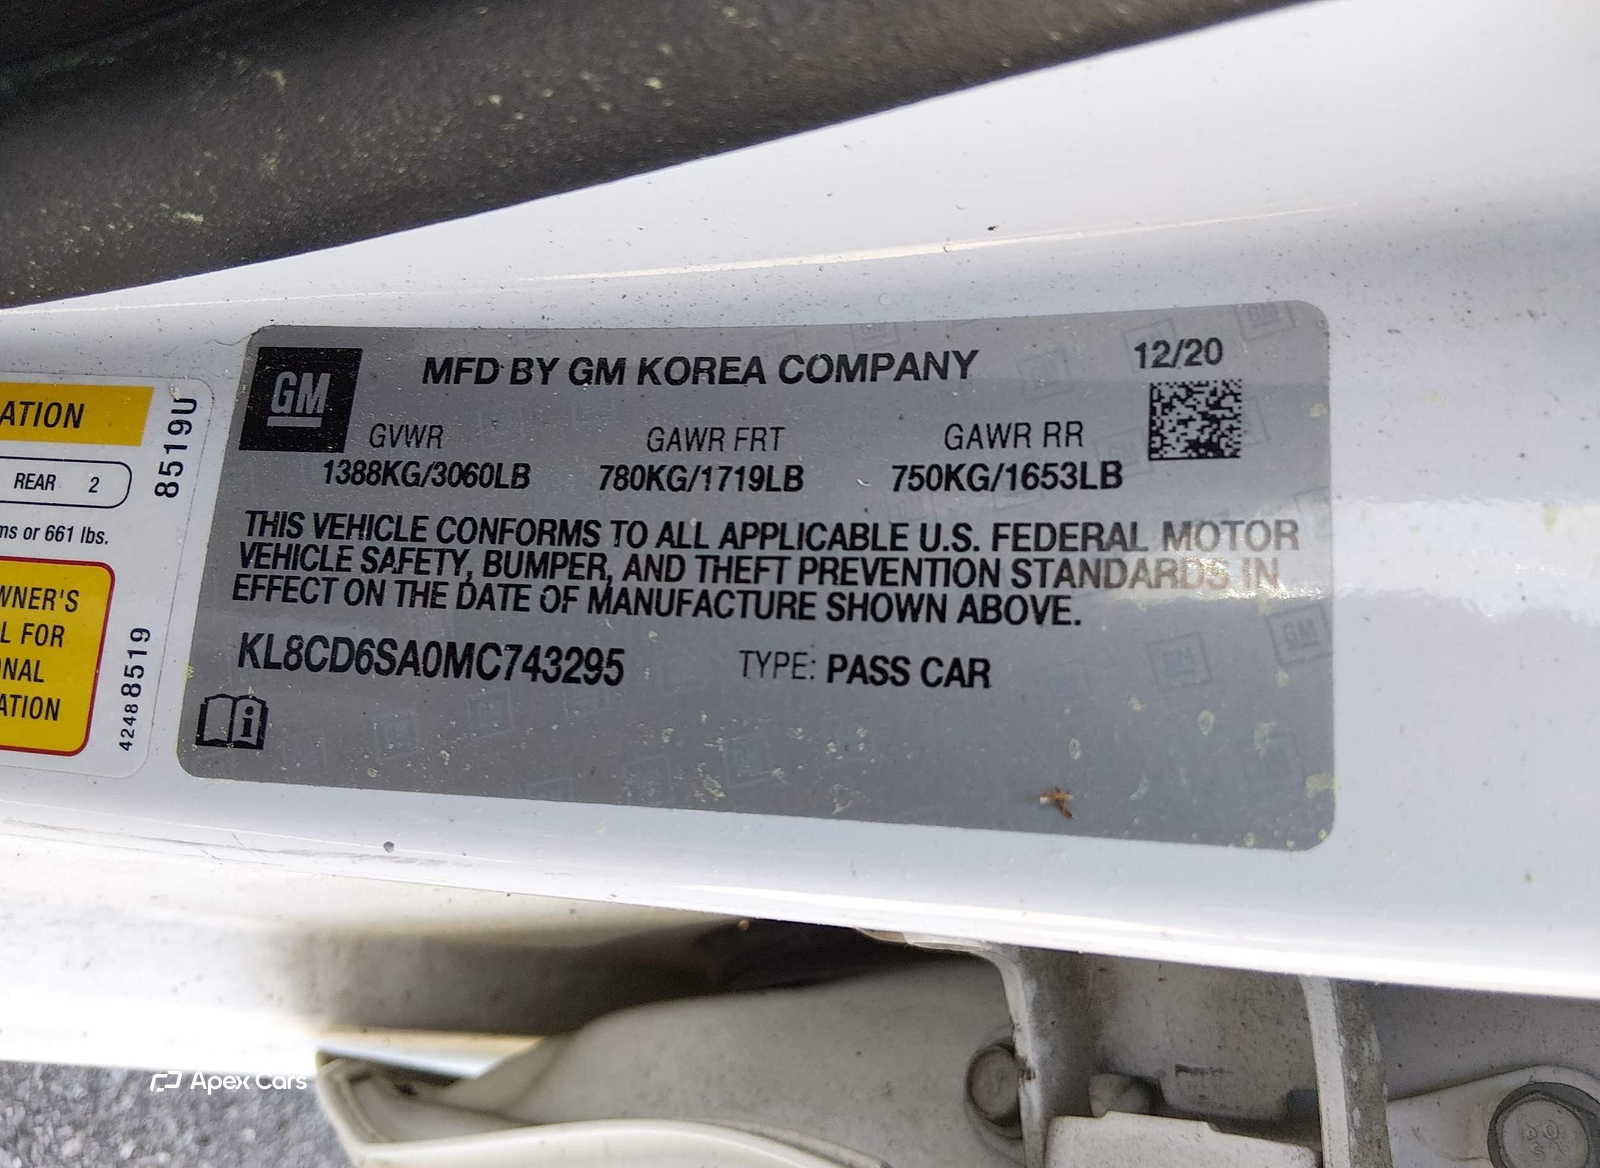 GM
MFD BY GM KOREA COMPANY
12/20
GVWR GAWR FRT GAWR RR
1388KG/3060LB 780KG/1719LB 750KG/1653LB
THIS VEHICLE CONFORMS TO ALL APPLICABLE U.S. FEDERAL MOTOR
VEHICLE SAFETY, BUMPER, AND THEFT PREVENTION STANDARDS IN
EFFECT ON THE DATE OF MANUFACTURE SHOWN ABOVE.
KL8CD6SA0MC743295 TYPE: PASS CAR
ATION
REAR 2
ms or 661 lbs.
WNER'S
L FOR
NAL
ATION
8519U
42488519
Apex Cars